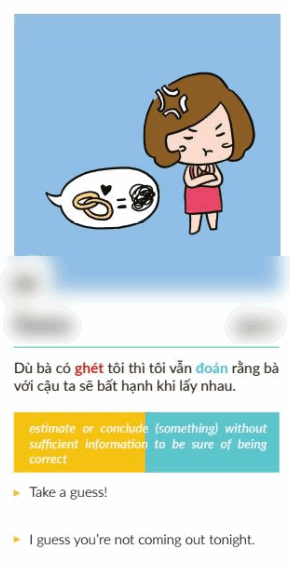 Dù bà có ghét tôi thì tôi vẫn đoán rằng bà
với cậu ta sẽ bất hạnh khi lấy nhau.
estimate or conclude (something) without
sufficient information to be sure of being
correct
Take a guess!
I guess you're not coming out tonight.